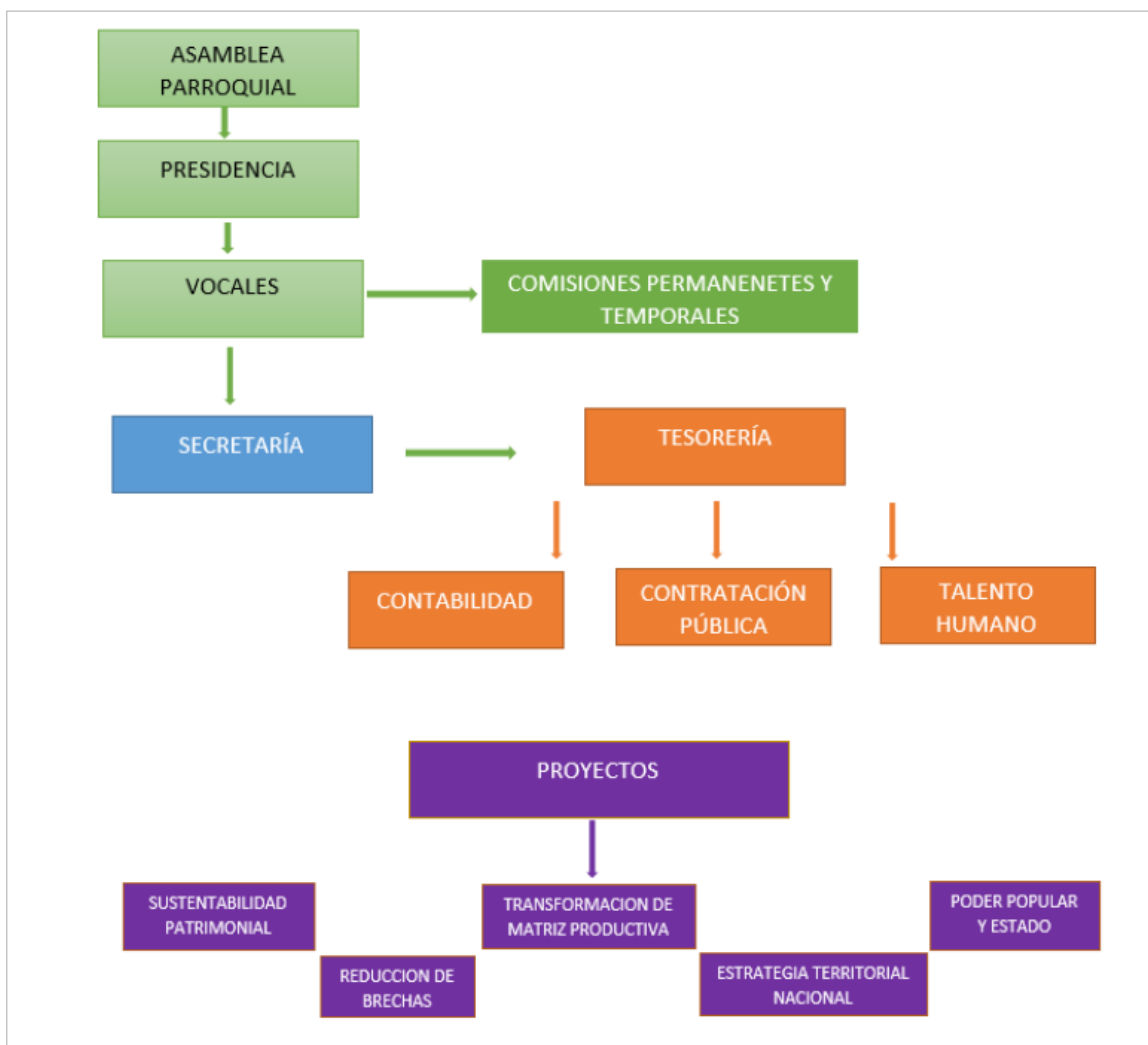 ASAMBLEA
PARROQUIAL
PRESIDENCIA
VOCALES
COMISIONES PERMANENETES Y
TEMPORALES
SECRETARÍA
TESORERÍA
CONTABILIDAD
CONTRATACIÓN
PÚBLICA
TALENTO
HUMANO
PROYECTOS
SUSTENTABILIDAD
PATRIMONIAL
REDUCCION DE
BRECHAS
TRANSFORMACION DE
MATRIZ PRODUCTIVA
ESTRATEGIA TERRITORIAL
NACIONAL
PODER POPULAR
Y ESTADO